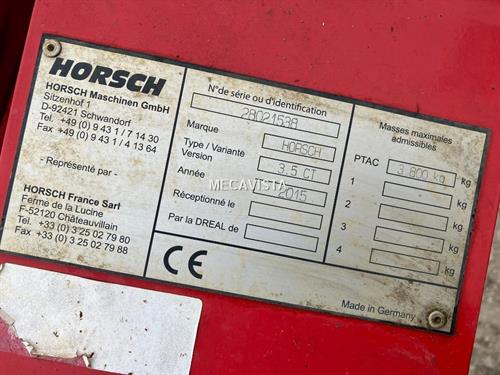 HORSCH
HORSCH Maschinen GmbH
Sitzenhof 1
D-92421 Schwandorf
Tel. +49 (0) 9 43 1 / 7 14 30
Fax +49 (0) 9 43 1 / 4 13 64
- Représenté par -
HORSCH France Sarl
Ferme de la Lucine
F-52120 Châteauvillain
Tel. +33 (0) 3 25 02 79 80
Fax +33 (0) 3 25 02 79 88
N° de série ou d'identification
28021538
Marque
HORSCH
Type / Variante
Version
3.5 CT
Année
2015
Réceptionné le
Par la DREAL de
CE
Masses maximales
admissibles
PTAC 3 800 kg kg
1 kg
2 kg
3 kg
4 kg
Made in Germany
MECAVISTA